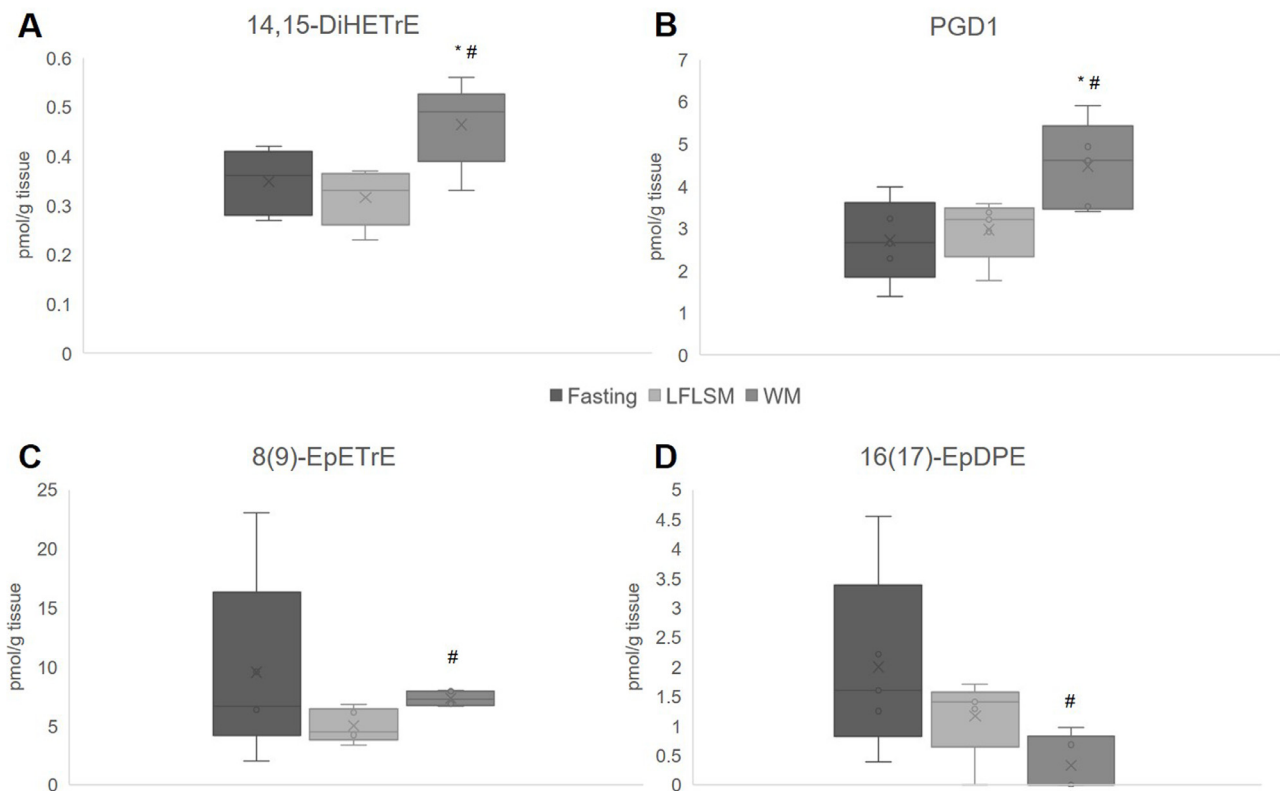 A
14,15-DiHETrE
* #
0.6
0.5
0.4
0.3
0.2
0.1
0
pmol/g tissue
B
PGD1
* #
7
6
5
4
3
2
1
0
pmol/g tissue
Fasting LFLSM WM
C
8(9)-EpETrE
#
25
20
15
10
5
0
pmol/g tissue
D
16(17)-EpDPE
#
5
4.5
4
3.5
3
2.5
2
1.5
1
0.5
0
pmol/g tissue